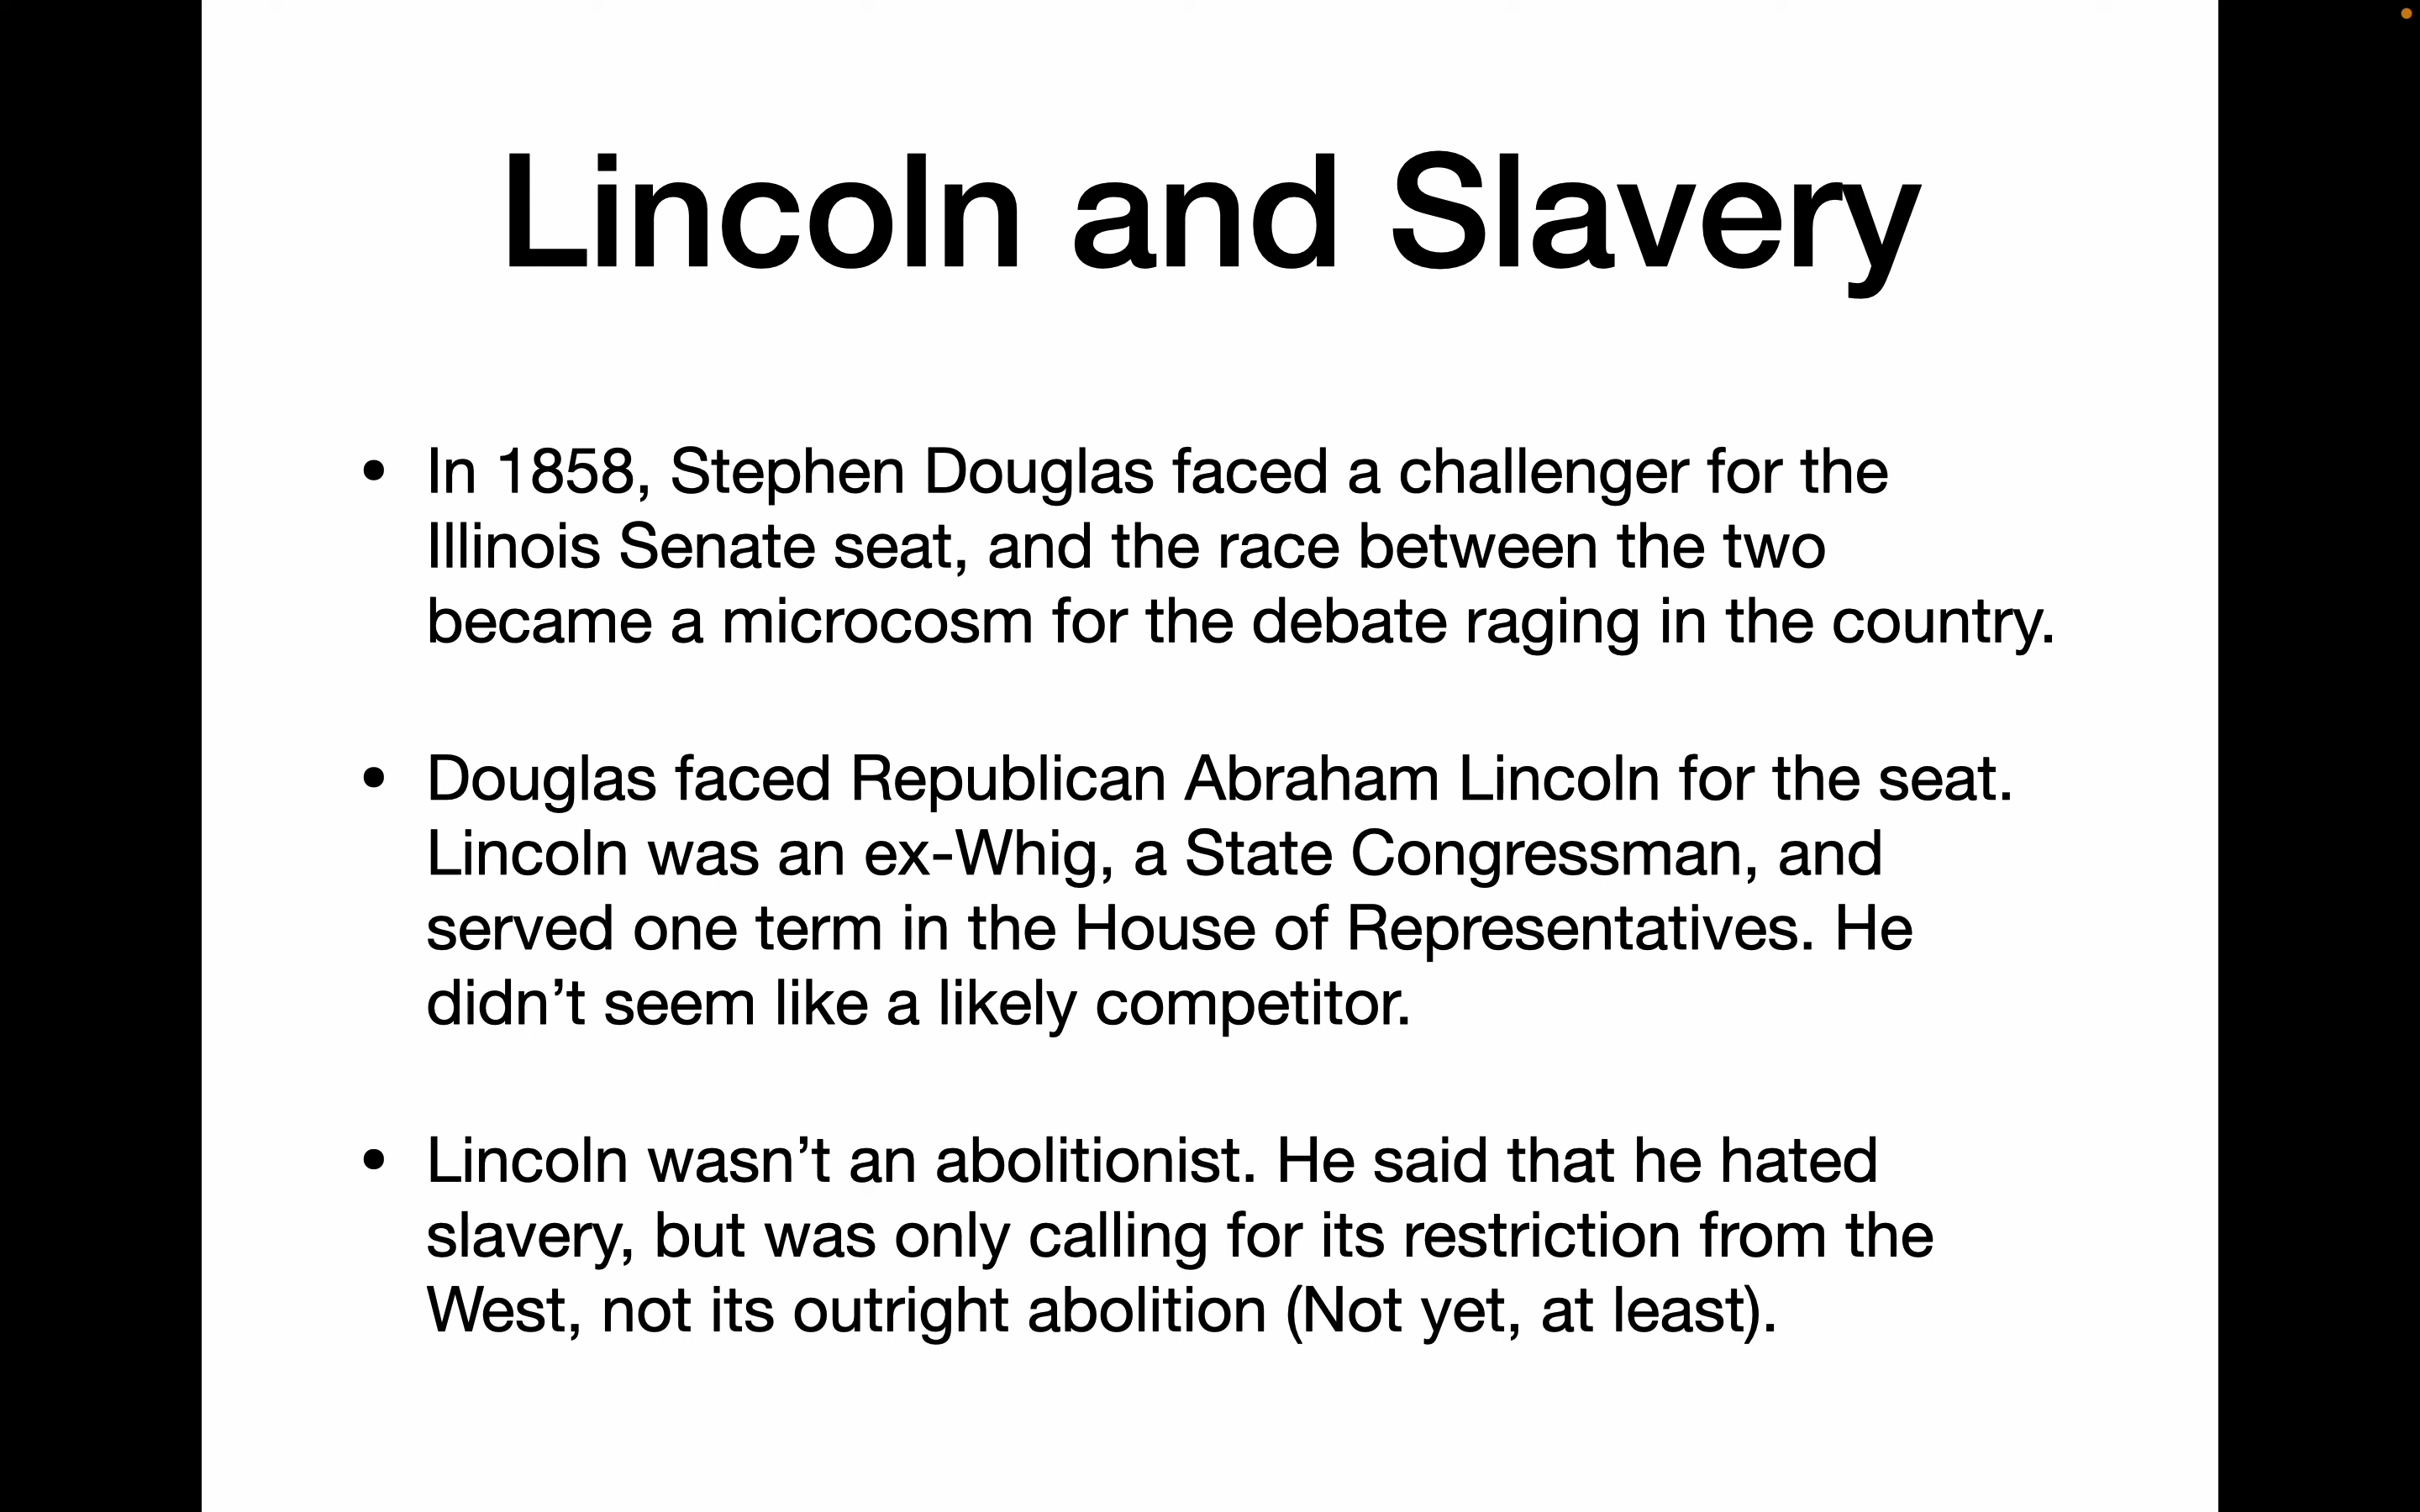 Lincoln and Slavery
• In 1858, Stephen Douglas faced a challenger for the
Illinois Senate seat, and the race between the two
became a microcosm for the debate raging in the country.
• Douglas faced Republican Abraham Lincoln for the seat.
Lincoln was an ex-Whig, a State Congressman, and
served one term in the House of Representatives. He
didn’t seem like a likely competitor.
• Lincoln wasn’t an abolitionist. He said that he hated
slavery, but was only calling for its restriction from the
West, not its outright abolition (Not yet, at least).